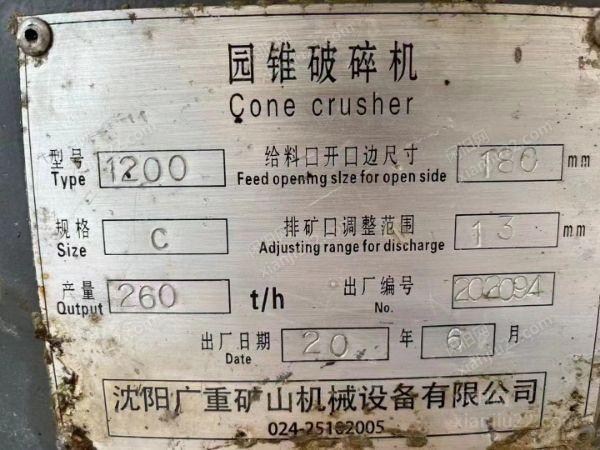 园锥破碎机
Cone crusher
型号 1200 给料口开口边尺寸 180 mm
Type Feed opening size for open side
规格 C 排矿口调整范围 13 mm
Size Adjusting range for discharge
产量 260 t/h 出厂编号 202094
Qutput No.
出厂日期 20 年 6 月
Date
沈阳广重矿山机械设备有限公司
024-25182005